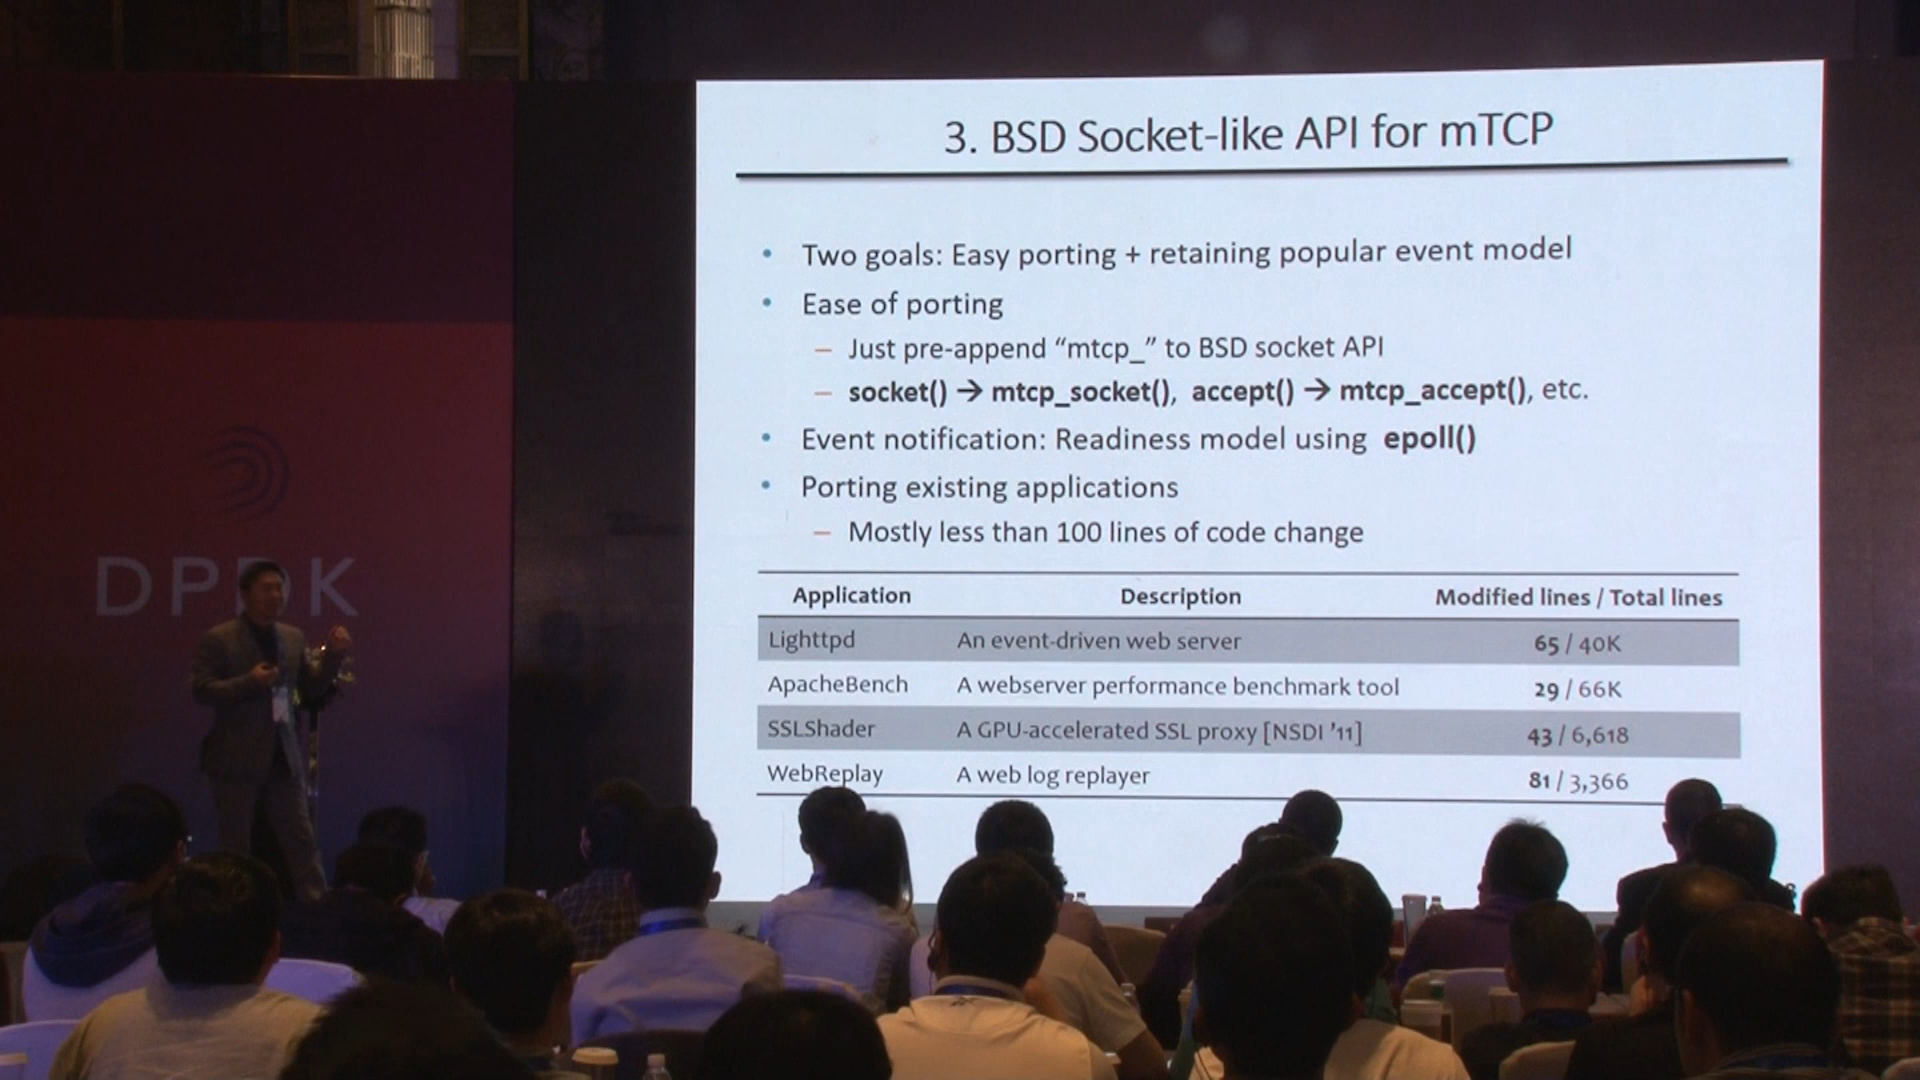 3. BSD Socket-like API for mTCP
• Two goals: Easy porting + retaining popular event model
• Ease of porting
– Just pre-append “mtcp_” to BSD socket API
– socket() → mtcp_socket(), accept() → mtcp_accept(), etc.
• Event notification: Readiness model using epoll()
• Porting existing applications
– Mostly less than 100 lines of code change
Application Description Modified lines / Total lines
Lighttpd An event-driven web server 65 / 40K
ApacheBench A webserver performance benchmark tool 29 / 66K
SSLShader A GPU-accelerated SSL proxy [NSDI ’11] 43 / 6,618
WebReplay A web log replayer 81 / 3,366
DPDK